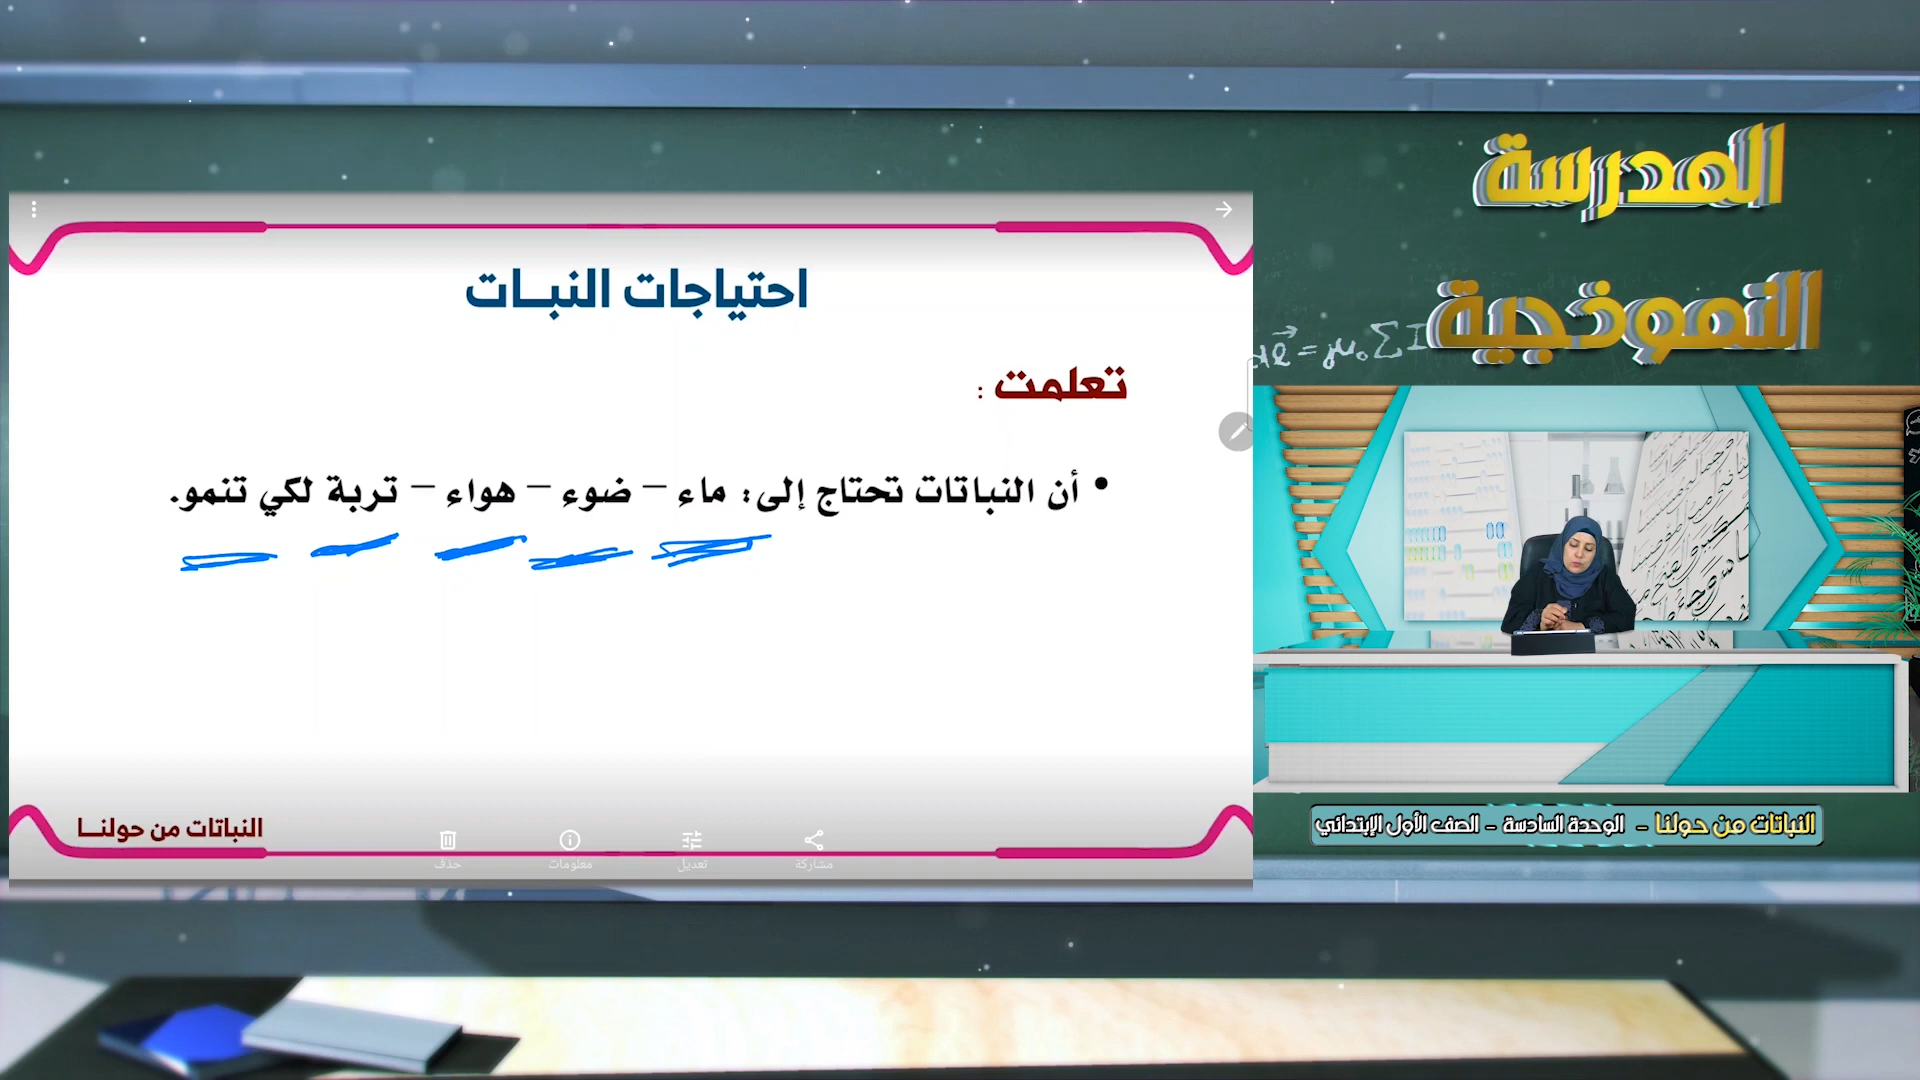 المدرسة
النموذجية
احتياجات النبـات
تعلمت :
• أن النباتات تحتاج إلى: ماء – ضوء – هواء – تربة لكي تنمو.
النباتات من حولنـا
حذف
معلومات
تعديل
مشاركة
النباتات من حولنا - الوحدة السادسة - الصف الأول الإبتدائي